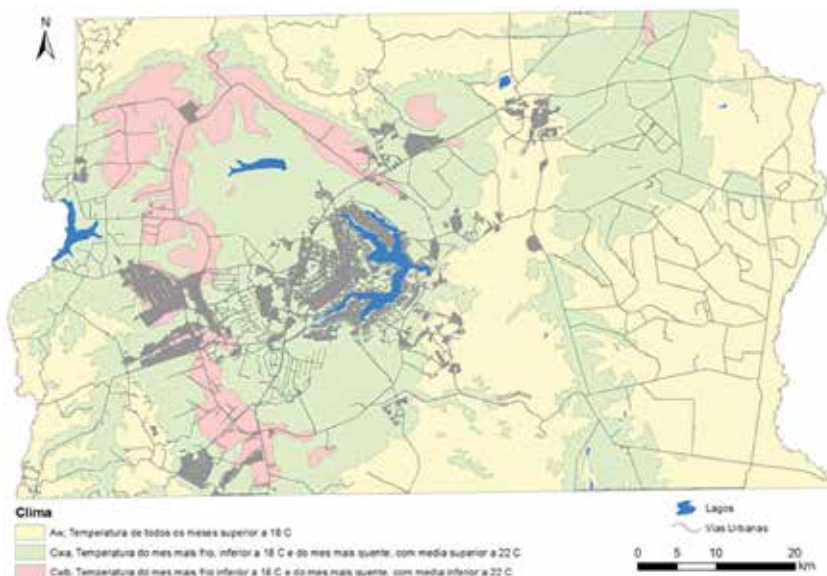 N
Clima
Aw, Temperatura de todos os meses superior a 18 C
Cwa, Temperatura do mes mais frio, inferior a 18 C e do mes mais quente, com media superior a 22 C
Cwb, Temperatura do mes mais frio inferior a 18 C e do mes mais quente, com media inferior a 22 C
Lagos
Vias Urbanas
0 5 10 20
km